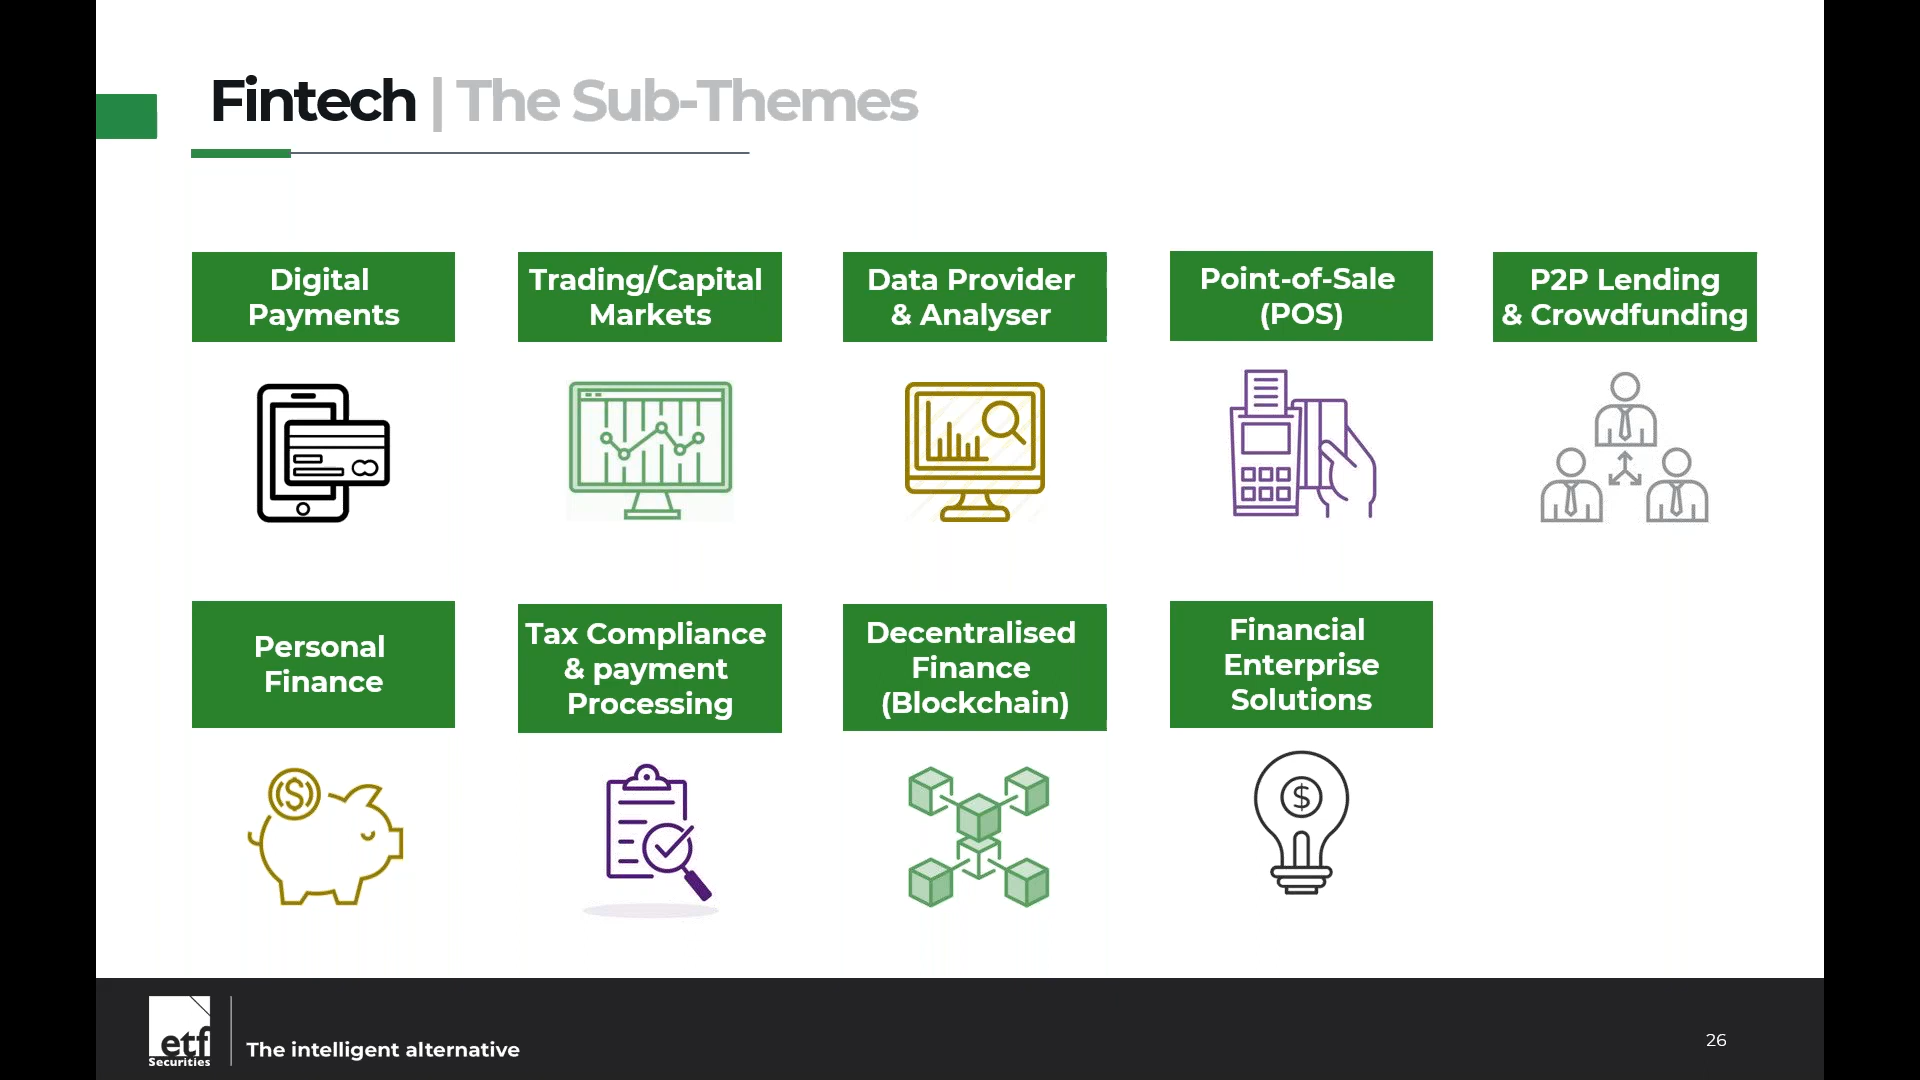 Fintech | The Sub-Themes
Digital
Payments
Trading/Capital
Markets
Data Provider
& Analyser
Point-of-Sale
(POS)
P2P Lending
& Crowdfunding
Personal
Finance
Tax Compliance
& payment
Processing
Decentralised
Finance
(Blockchain)
Financial
Enterprise
Solutions
$
$
etf
Securities
The intelligent alternative
26